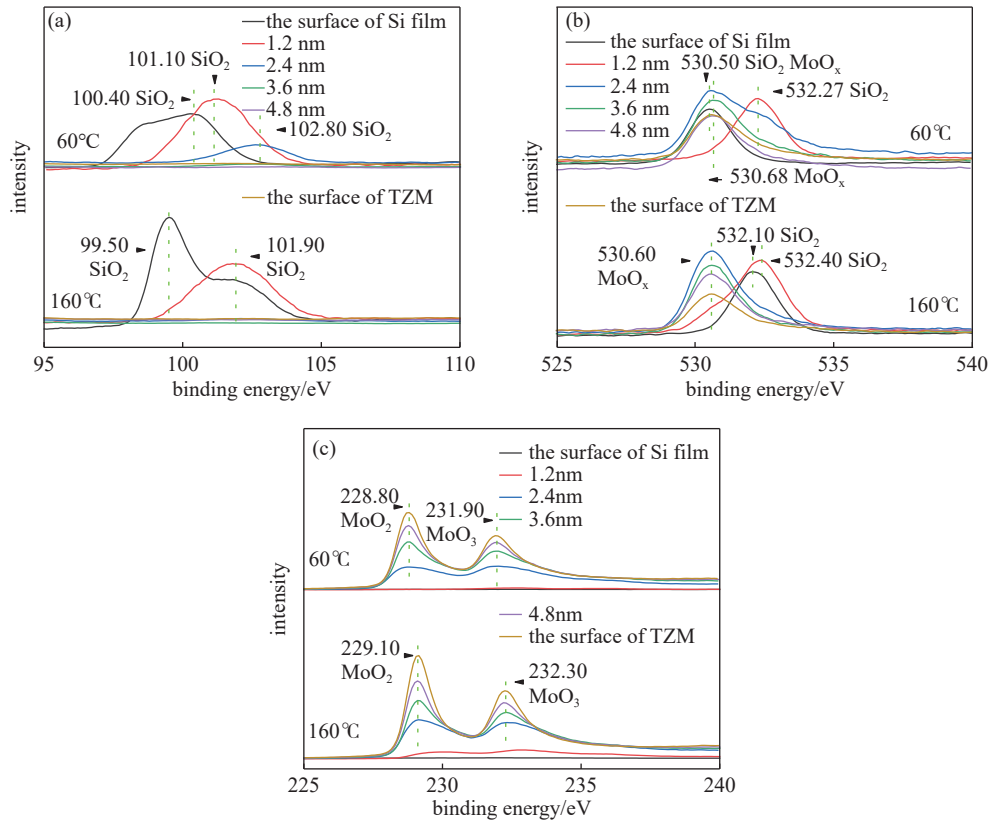 (a)
the surface of Si film
1.2 nm
2.4 nm
3.6 nm
4.8 nm
101.10 SiO₂
100.40 SiO₂
102.80 SiO₂
60°C
the surface of TZM
99.50
SiO₂
101.90
SiO₂
160℃
intensity
95
100
105
110
binding energy/eV
(b)
the surface of Si film
1.2 nm
2.4 nm
3.6 nm
4.8 nm
530.50 SiO₂ MoOₓ
532.27 SiO₂
60℃
530.68 MoOₓ
the surface of TZM
532.10 SiO₂
530.60
MoOₓ
532.40 SiO₂
160℃
intensity
525
530
535
540
binding energy/eV
(c)
the surface of Si film
1.2nm
2.4nm
3.6nm
228.80
MoO₂
231.90
MoO₃
60℃
4.8nm
the surface of TZM
229.10
MoO₂
232.30
MoO₃
160℃
intensity
225
230
235
240
binding energy/eV